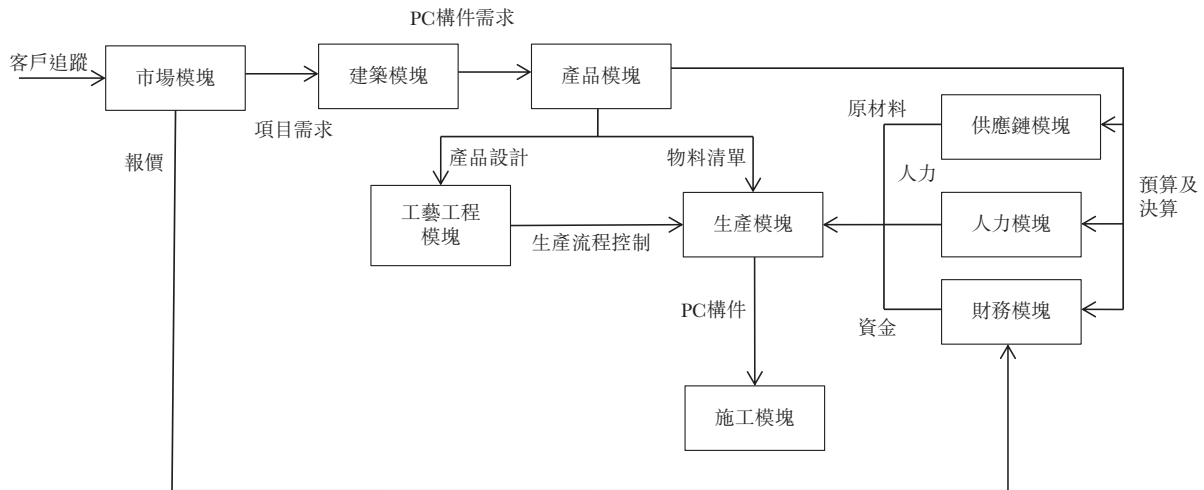 PC構件需求
客戶追蹤
市場模塊
建築模塊
產品模塊
項目需求
報價
原材料
供應鏈模塊
產品設計
物料清單
人力
預算及
決算
工藝工程
模塊
生產流程控制
生產模塊
人力模塊
PC構件
資金
財務模塊
施工模塊